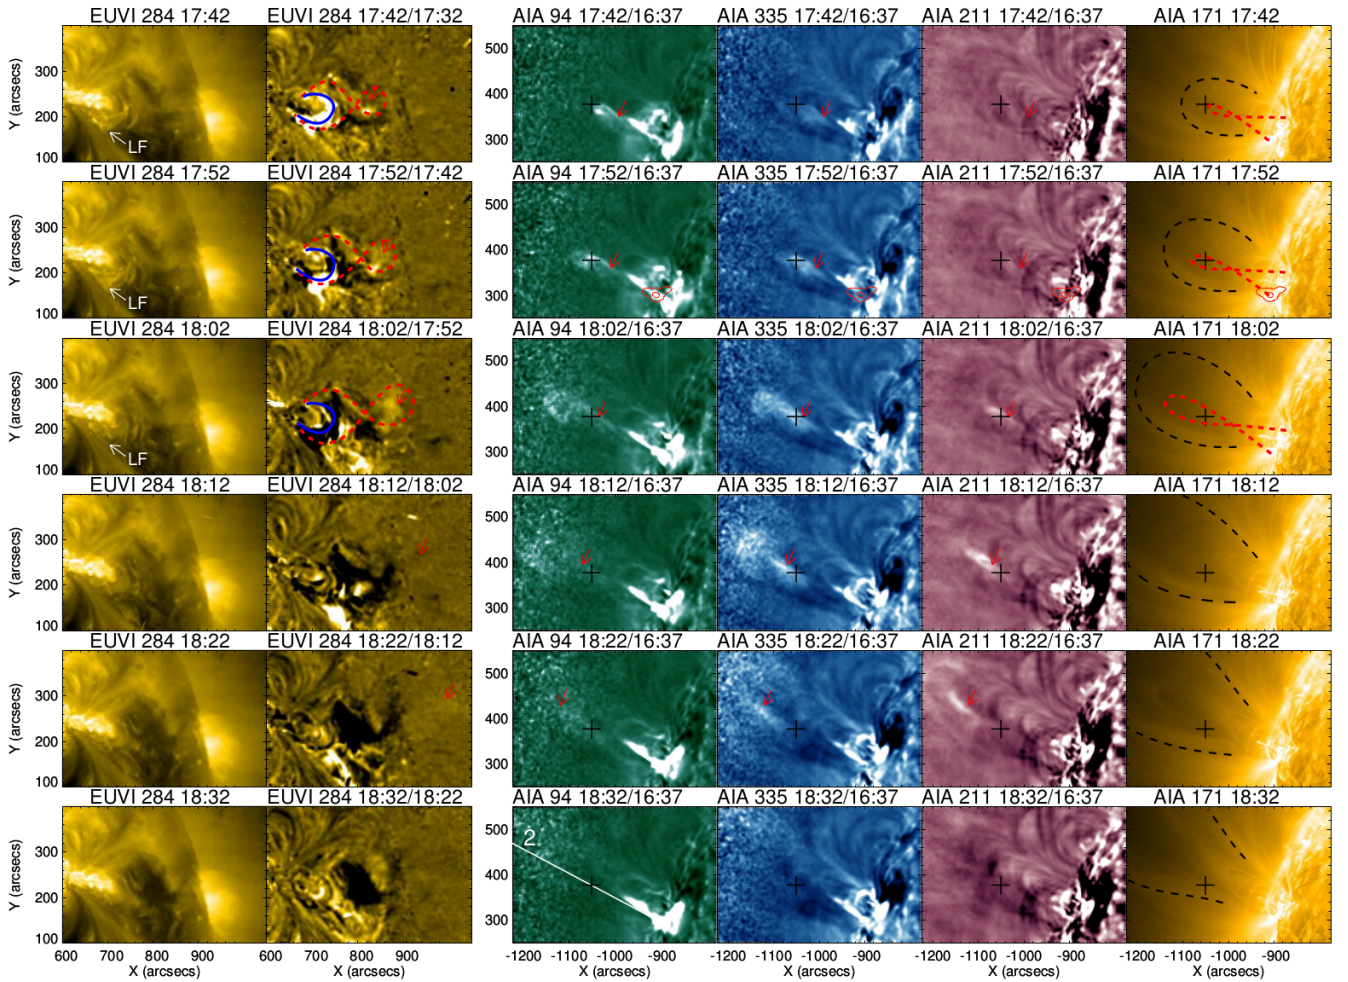 EUVI 284 17:42 EUVI 284 17:42/17:32 AIA 94 17:42/16:37 AIA 335 17:42/16:37 AIA 211 17:42/16:37 AIA 171 17:42
Y (arcsecs) 300 200 100 LF 500 400 300
EUVI 284 17:52 EUVI 284 17:52/17:42 AIA 94 17:52/16:37 AIA 335 17:52/16:37 AIA 211 17:52/16:37 AIA 171 17:52
Y (arcsecs) 300 200 100 LF 500 400 300
EUVI 284 18:02 EUVI 284 18:02/17:52 AIA 94 18:02/16:37 AIA 335 18:02/16:37 AIA 211 18:02/16:37 AIA 171 18:02
Y (arcsecs) 300 200 100 LF 500 400 300
EUVI 284 18:12 EUVI 284 18:12/18:02 AIA 94 18:12/16:37 AIA 335 18:12/16:37 AIA 211 18:12/16:37 AIA 171 18:12
Y (arcsecs) 300 200 100 500 400 300
EUVI 284 18:22 EUVI 284 18:22/18:12 AIA 94 18:22/16:37 AIA 335 18:22/16:37 AIA 211 18:22/16:37 AIA 171 18:22
Y (arcsecs) 300 200 100 500 400 300
EUVI 284 18:32 EUVI 284 18:32/18:22 AIA 94 18:32/16:37 AIA 335 18:32/16:37 AIA 211 18:32/16:37 AIA 171 18:32
Y (arcsecs) 300 200 100 500 400 300 2
600 700 800 900 600 700 800 900 -1200 -1100 -1000 -900 -1200 -1100 -1000 -900 -1200 -1100 -1000 -900 -1200 -1100 -1000 -900
X (arcsecs) X (arcsecs) X (arcsecs) X (arcsecs) X (arcsecs) X (arcsecs)